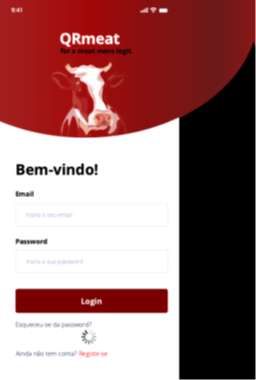 9:41
QRmeat
for a meat more legit.
Bem-vindo!
Email
Insira o seu email
Password
Insira a sua password
Login
Esqueceu-se da password?
Ainda não tem conta? Registe-se